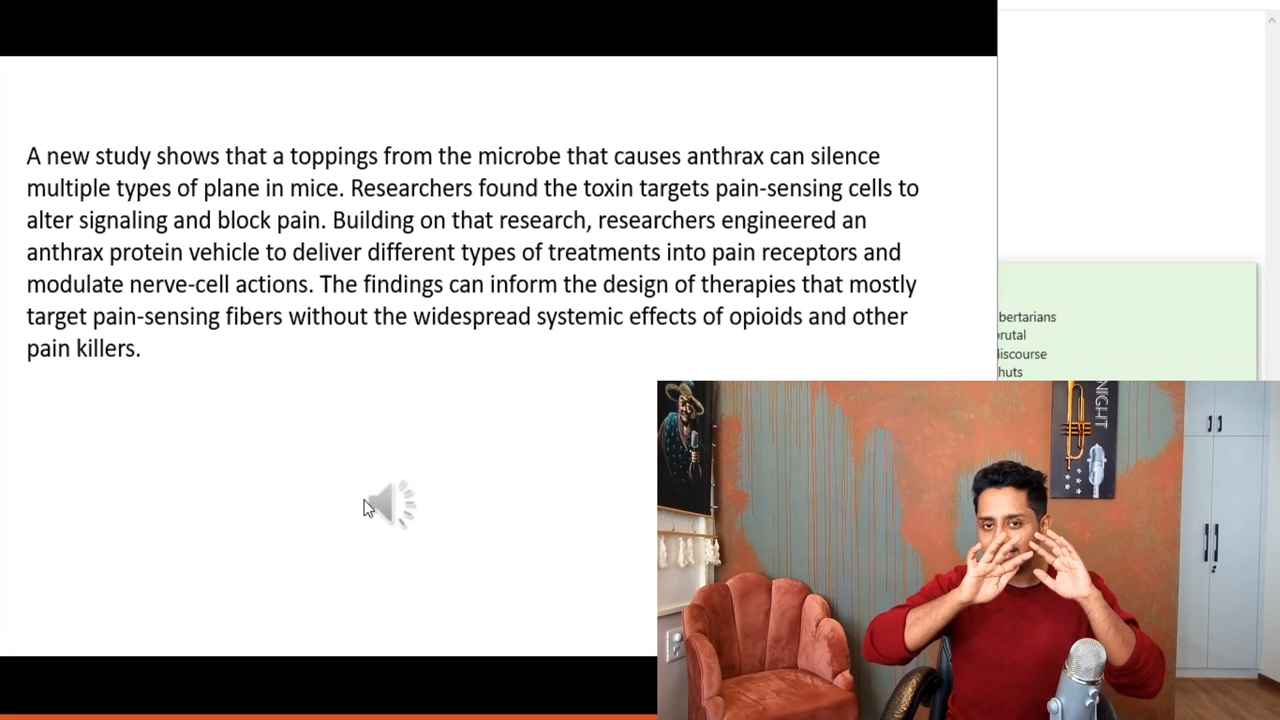 A new study shows that a toppings from the microbe that causes anthrax can silence
multiple types of plane in mice. Researchers found the toxin targets pain-sensing cells to
alter signaling and block pain. Building on that research, researchers engineered an
anthrax protein vehicle to deliver different types of treatments into pain receptors and
modulate nerve-cell actions. The findings can inform the design of therapies that mostly
target pain-sensing fibers without the widespread systemic effects of opioids and other
pain killers.
bertarians
rutal
iscourse
huts
NIGHT